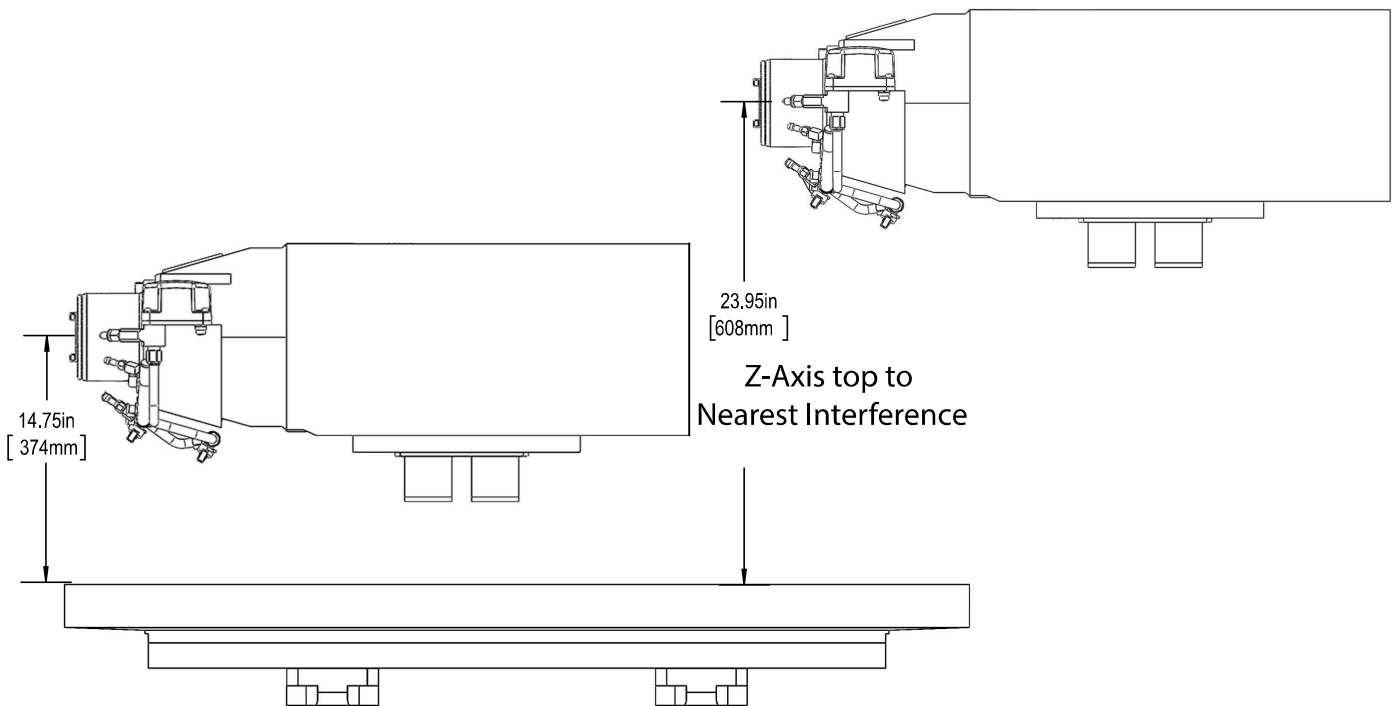 23.95in
[608mm ]
Z-Axis top to
Nearest Interference
14.75in
[ 374mm]